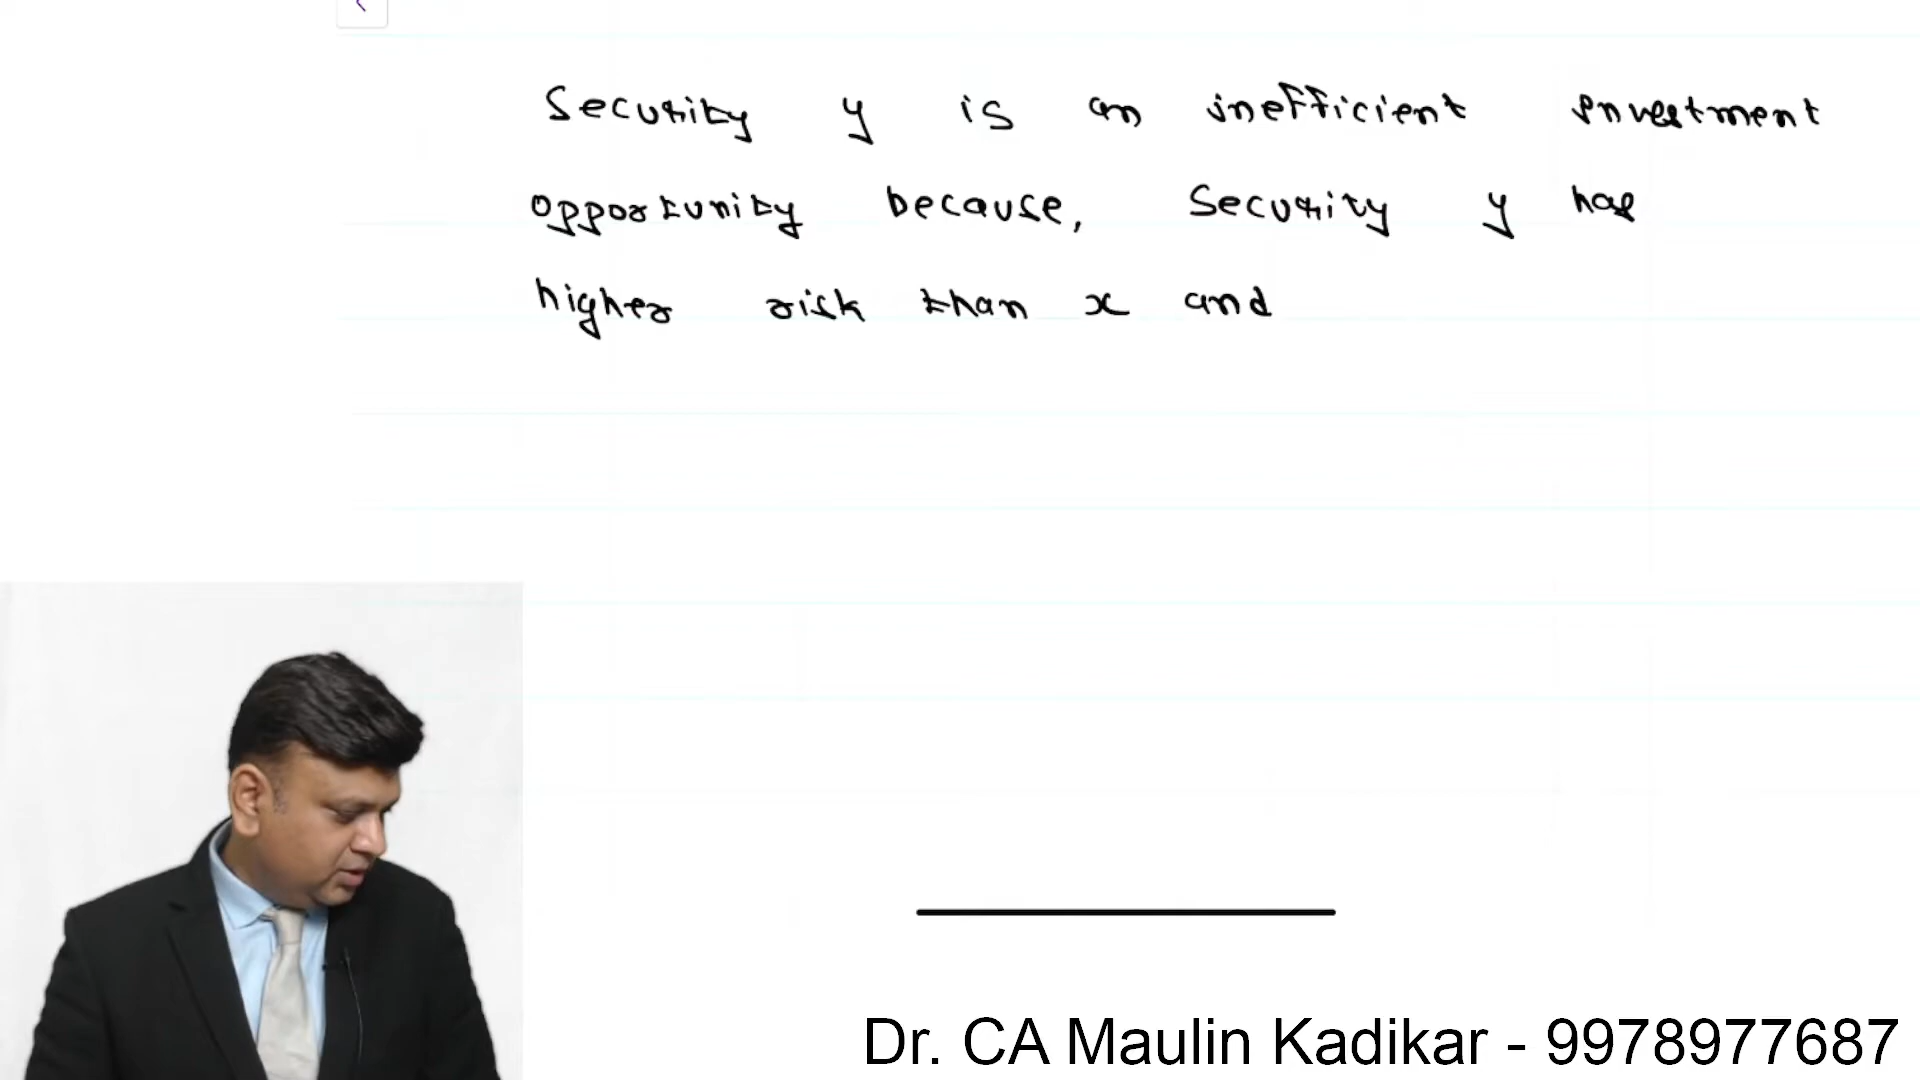 Security y is an inefficient investment
opportunity because, Security y has
higher risk than x and
Dr. CA Maulin Kadikar - 9978977687